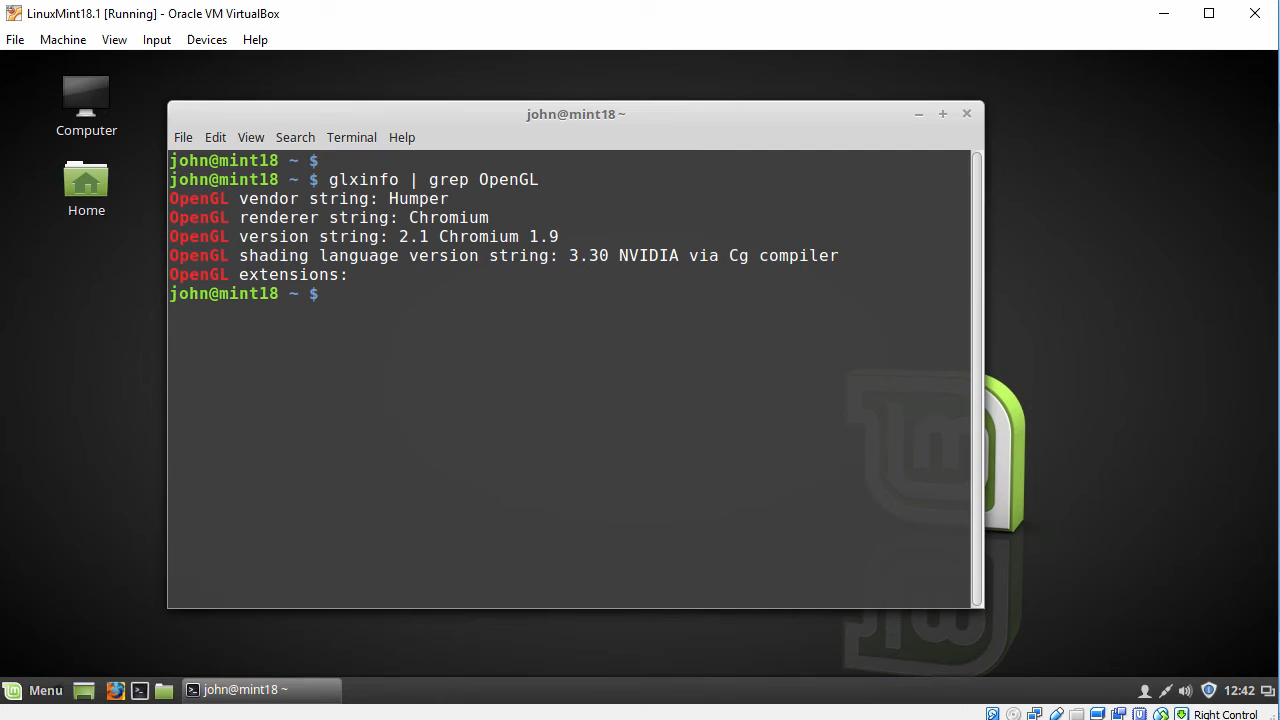 LinuxMint18.1 [Running] - Oracle VM VirtualBox
File Machine View Input Devices Help
Computer
Home
john@mint18 ~
File Edit View Search Terminal Help
john@mint18 ~ $
john@mint18 ~ $ glxinfo | grep OpenGL
OpenGL vendor string: Humper
OpenGL renderer string: Chromium
OpenGL version string: 2.1 Chromium 1.9
OpenGL shading language version string: 3.30 NVIDIA via Cg compiler
OpenGL extensions:
john@mint18 ~ $
Menu john@mint18 ~ 12:42
Right Control